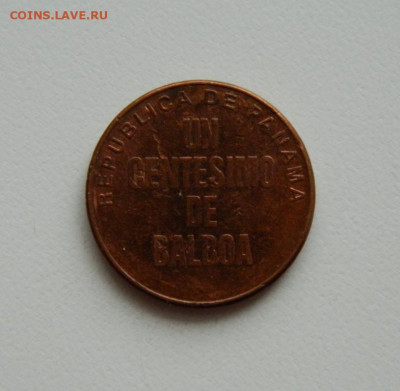 COINS.LAVE.RU
REPUBLICA DE PANAMA
UN
CENTESIMO
DE
BALBOA